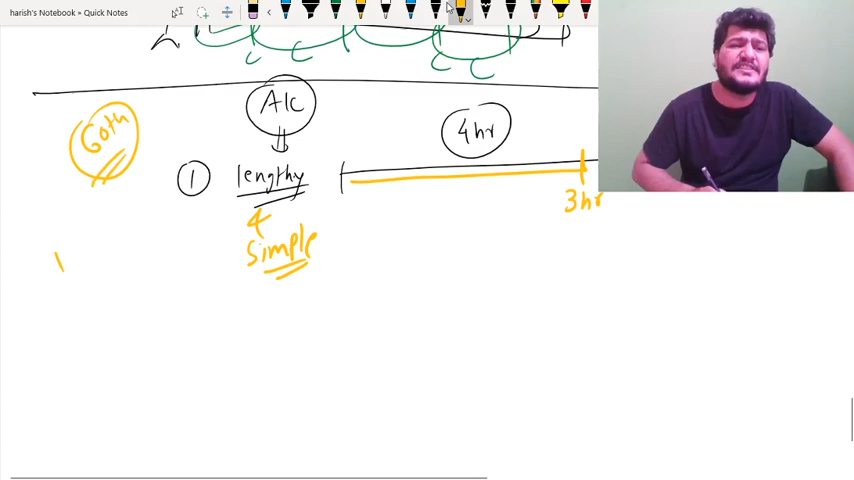 harish's Notebook » Quick Notes
C C C C
A/C
60th
4hr
① lengthy
3hr
&
Simple